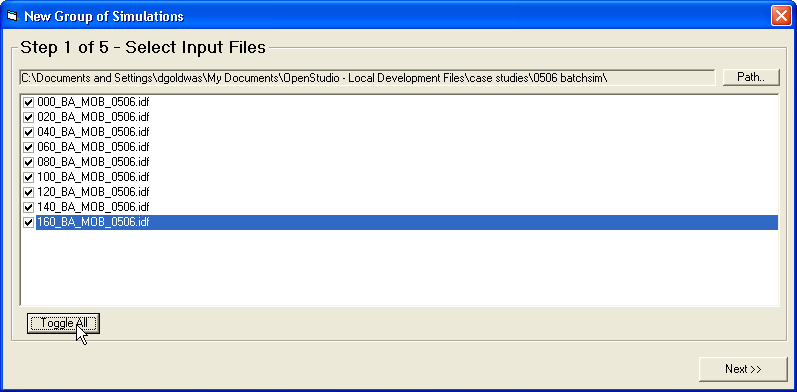 New Group of Simulations
Step 1 of 5 - Select Input Files
C:\Documents and Settings\dgoldwas\My Documents\OpenStudio - Local Development Files\case studies\0506 batchsim\
Path..
000_BA_MOB_0506.idf
020_BA_MOB_0506.idf
040_BA_MOB_0506.idf
060_BA_MOB_0506.idf
080_BA_MOB_0506.idf
100_BA_MOB_0506.idf
120_BA_MOB_0506.idf
140_BA_MOB_0506.idf
160_BA_MOB_0506.idf
Toggle All
Next >>